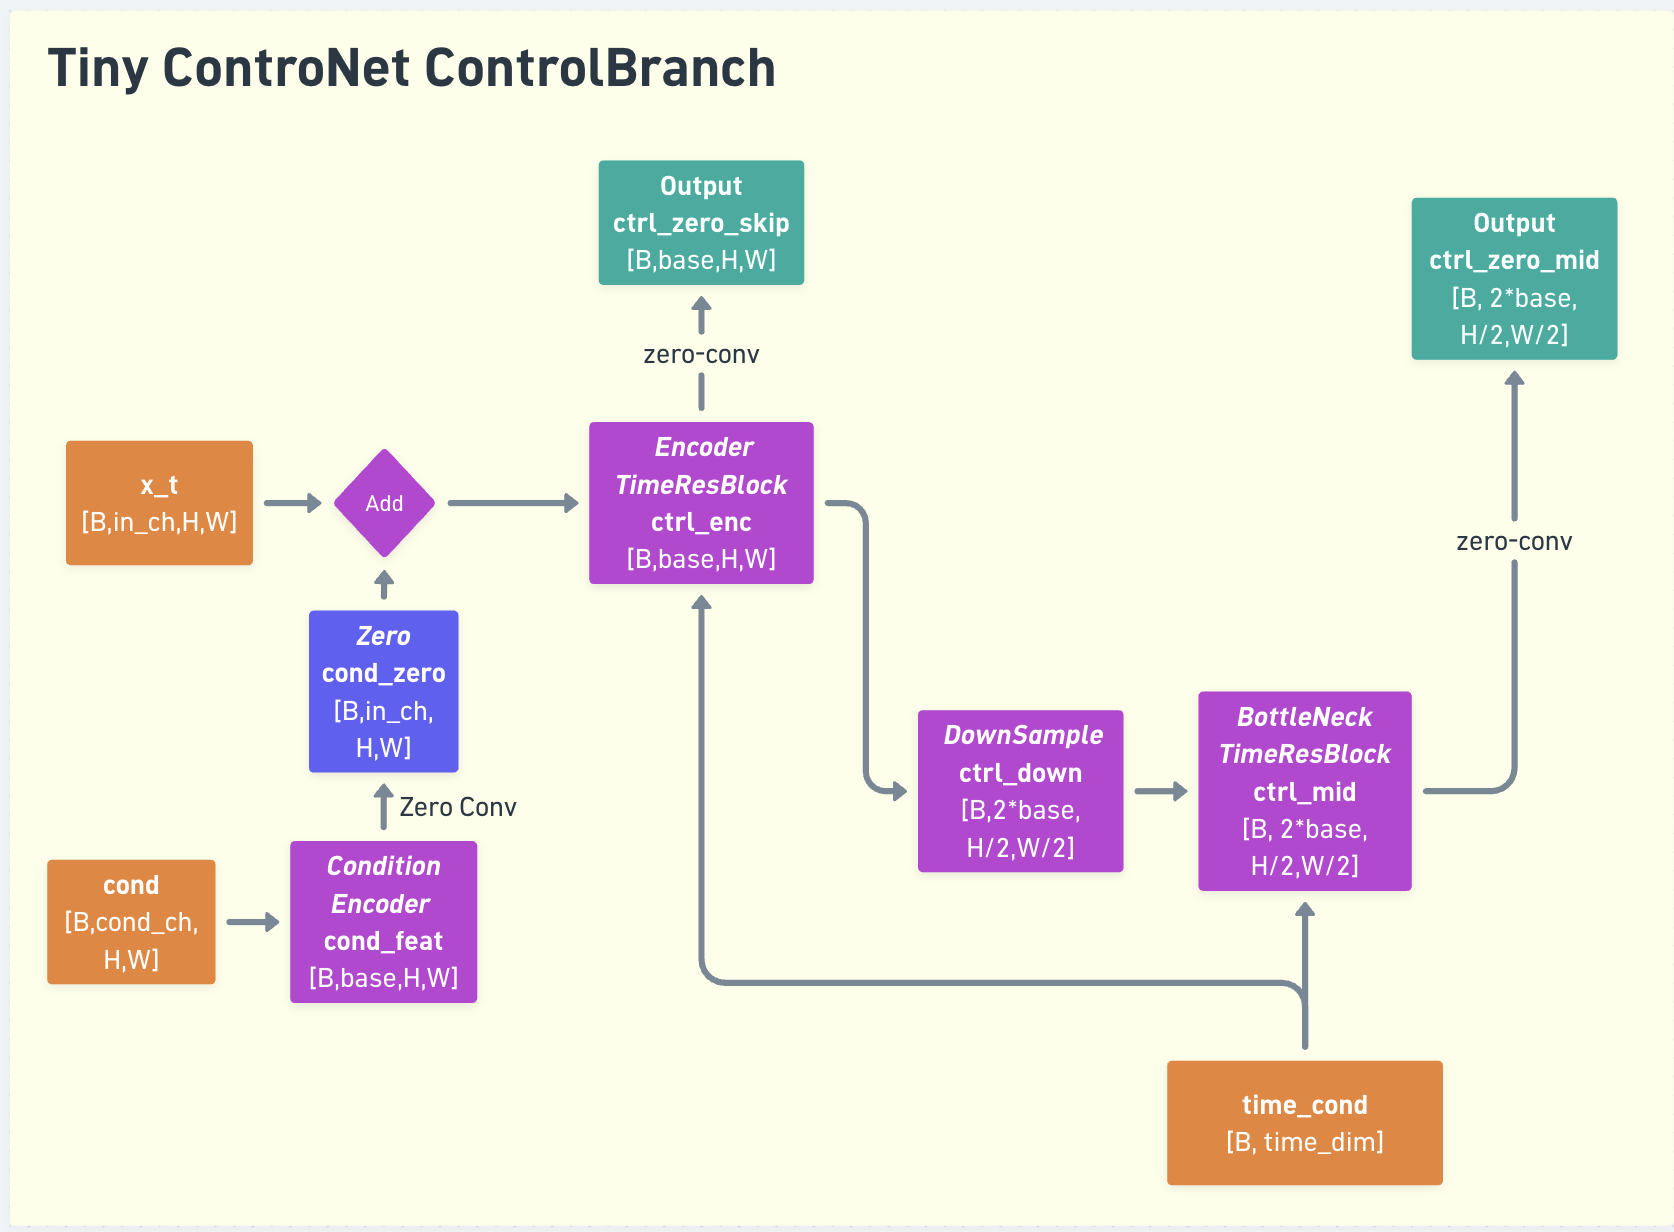 Tiny ControNet ControlBranch
Output
ctrl_zero_skip
[B,base,H,W]
Output
ctrl_zero_mid
[B, 2*base,
H/2,W/2]
zero-conv
x_t
[B,in_ch,H,W]
Add
Encoder
TimeResBlock
ctrl_enc
[B,base,H,W]
zero-conv
Zero
cond_zero
[B,in_ch,
H,W]
DownSample
ctrl_down
[B,2*base,
H/2,W/2]
BottleNeck
TimeResBlock
ctrl_mid
[B, 2*base,
H/2,W/2]
Zero Conv
cond
[B,cond_ch,
H,W]
Condition
Encoder
cond_feat
[B,base,H,W]
time_cond
[B, time_dim]